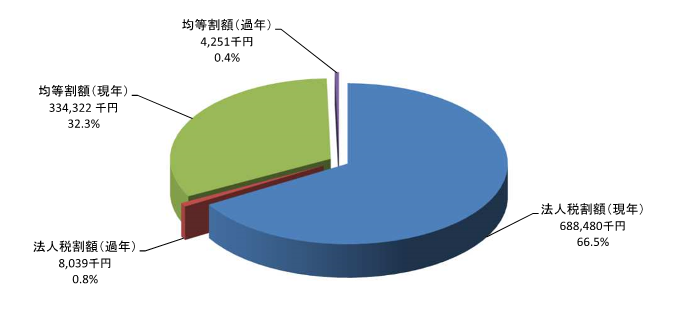 均等割額（過年）
4,251千円
0.4%
均等割額（現年）
334,322 千円
32.3%
法人税割額（現年）
688,480千円
66.5%
法人税割額（過年）
8,039千円
0.8%